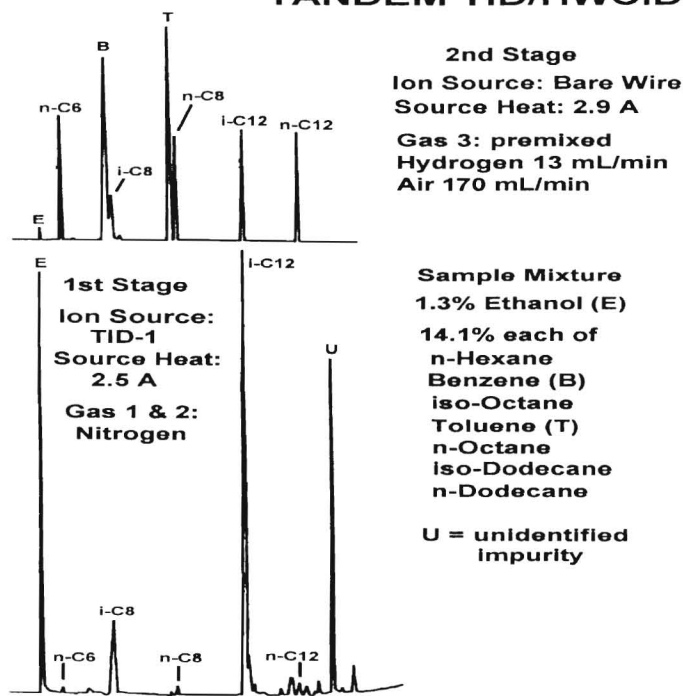 T
B
n-C8
n-C6
i-C12
n-C12
i-C8
E
2nd Stage
Ion Source: Bare Wire
Source Heat: 2.9 A
Gas 3: premixed
Hydrogen 13 mL/min
Air 170 mL/min
E
i-C12
1st Stage
Ion Source:
TID-1
Source Heat:
2.5 A
Gas 1 & 2:
Nitrogen
U
i-C8
n-C6
n-C8
n-C12
Sample Mixture
1.3% Ethanol (E)
14.1% each of
n-Hexane
Benzene (B)
iso-Octane
Toluene (T)
n-Octane
iso-Dodecane
n-Dodecane
U = unidentified
impurity